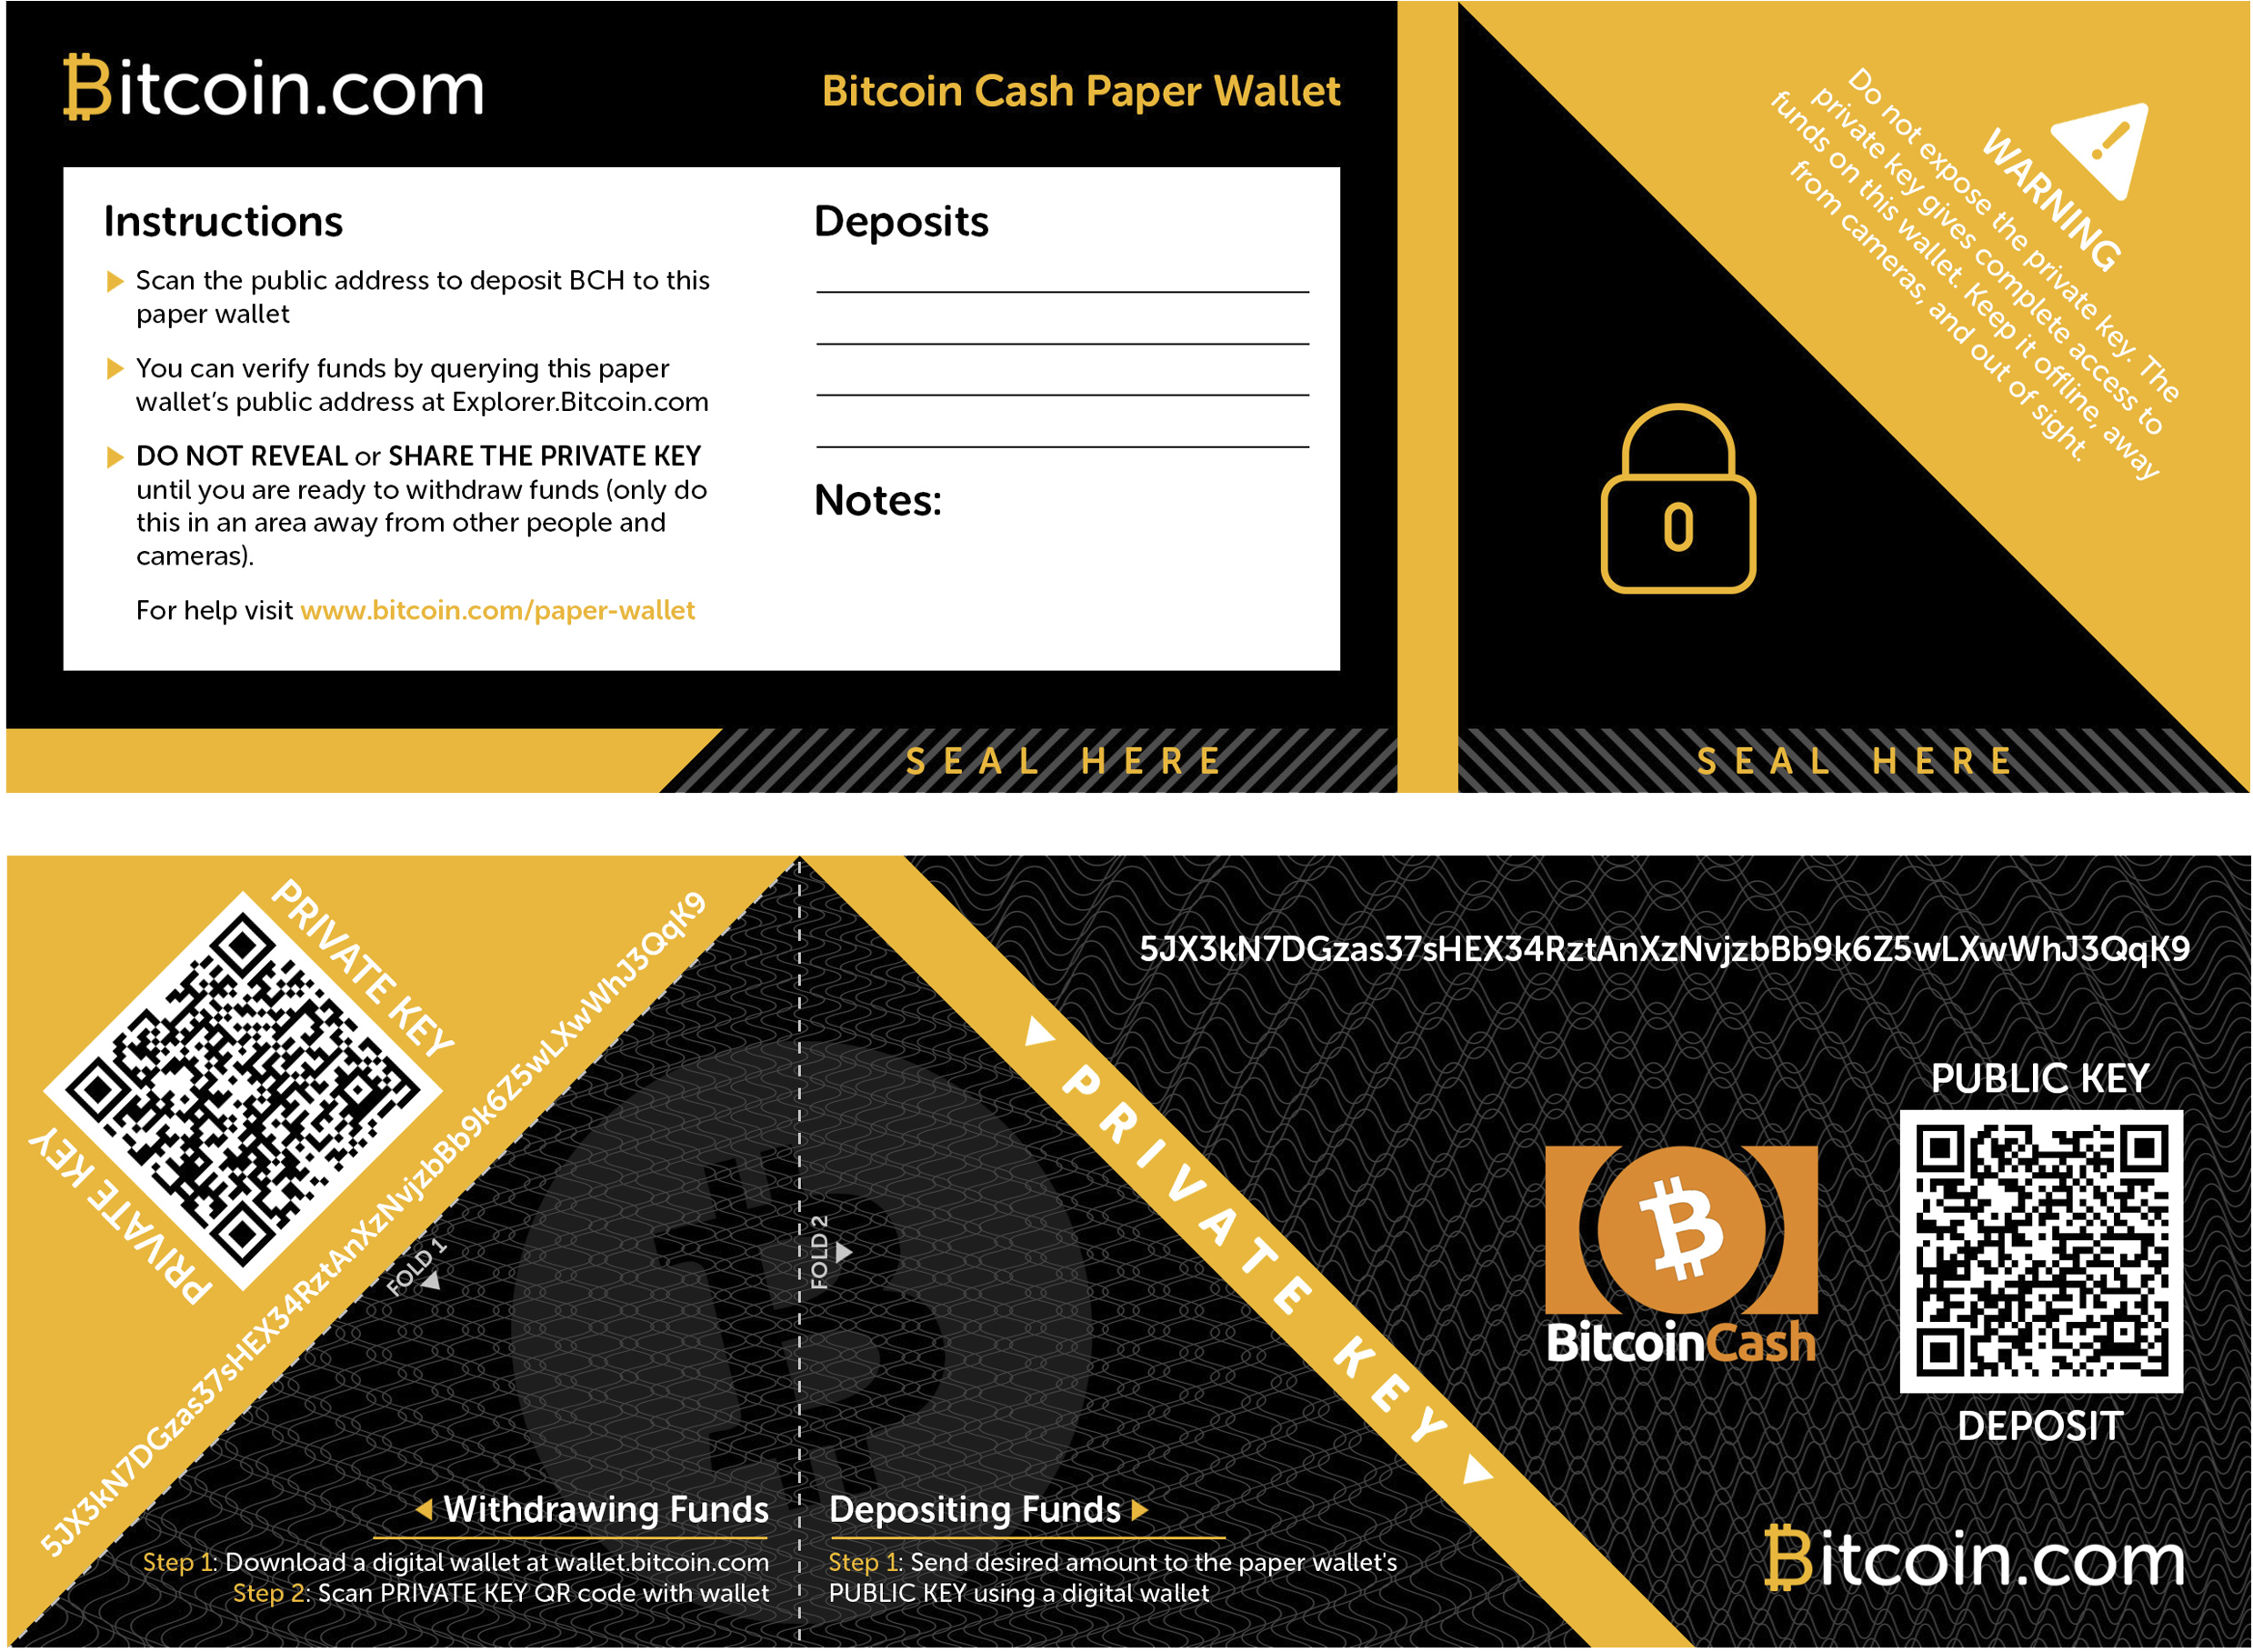 Bitcoin.com
Bitcoin Cash Paper Wallet
Instructions
Scan the public address to deposit BCH to this
paper wallet
You can verify funds by querying this paper
wallet's public address at Explorer.Bitcoin.com
DO NOT REVEAL or SHARE THE PRIVATE KEY
until you are ready to withdraw funds (only do
this in an area away from other people and
cameras).
For help visit www.bitcoin.com/paper-wallet
Deposits
Notes:
SEAL HERE
WARNING
Do not expose the private key. The
private key gives complete access to
funds on this wallet. Keep it offline, away
from cameras, and out of sight.
SEAL HERE
PRIVATE KEY
PRIVATE KEY
5JX3kN7DGzas37sHEX34RztAnXzNvjzbBb9k6Z5wLXwWhJ3QqK9
FOLD 1
FOLD 2
Withdrawing Funds
Step 1: Download a digital wallet at wallet.bitcoin.com
Step 2: Scan PRIVATE KEY QR code with wallet
Depositing Funds
Step 1: Send desired amount to the paper wallet's
PUBLIC KEY using a digital wallet
PRIVATE KEY
5JX3kN7DGzas37sHEX34RztAnXzNvjzbBb9k6Z5wLXwWhJ3QqK9
BitcoinCash
PUBLIC KEY
DEPOSIT
Bitcoin.com